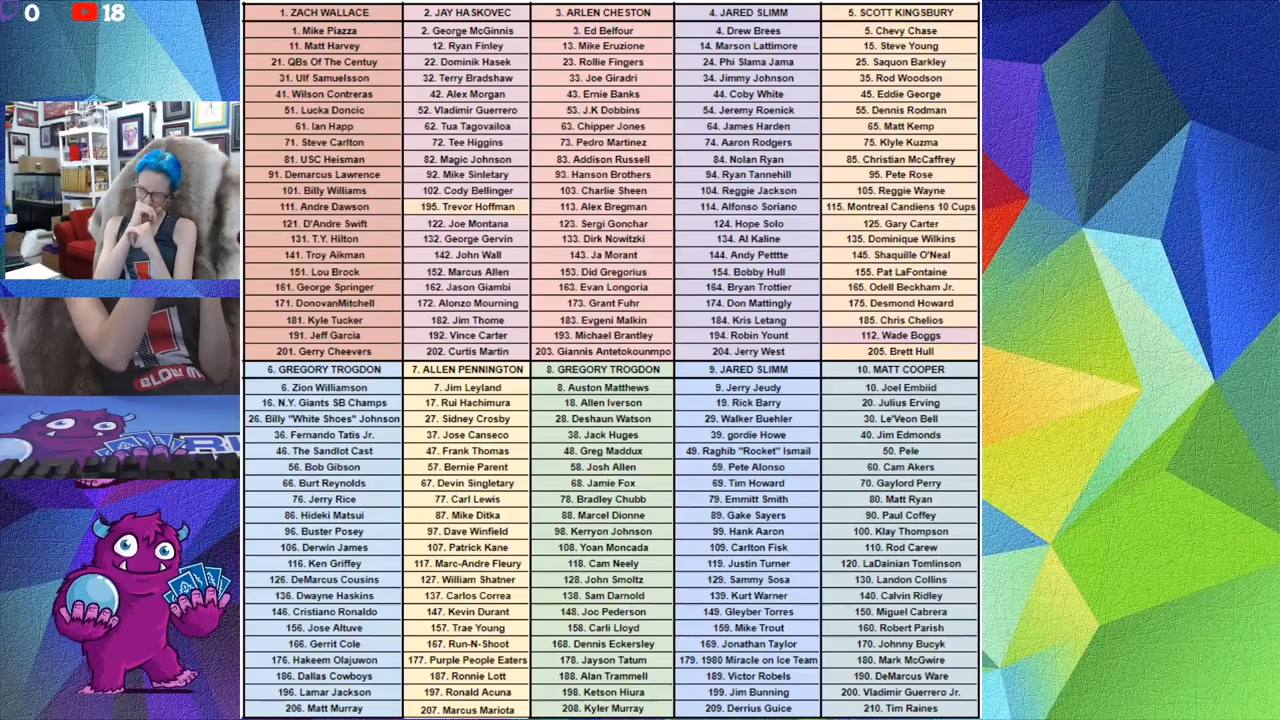 0
18
1. ZACH WALLACE
1. Mike Piazza
11. Matt Harvey
21. QBs Of The Centuy
31. Ulf Samuelsson
41. Wilson Contreras
51. Lucka Doncic
61. Ian Happ
71. Steve Carlton
81. USC Heisman
91. Demarcus Lawrence
101. Billy Williams
111. Andre Dawson
121. D'Andre Swift
131. T.Y. Hilton
141. Troy Aikman
151. Lou Brock
161. George Springer
171. DonovanMitchell
181. Kyle Tucker
191. Jeff Garcia
201. Gerry Cheevers
2. JAY HASKOVEC
2. George McGinnis
12. Ryan Finley
22. Dominik Hasek
32. Terry Bradshaw
42. Alex Morgan
52. Vladimir Guerrero
62. Tua Tagovailoa
72. Tee Higgins
82. Magic Johnson
92. Mike Sinletary
102. Cody Bellinger
195. Trevor Hoffman
122. Joe Montana
132. George Gervin
142. John Wall
152. Marcus Allen
162. Jason Giambi
172. Alonzo Mourning
182. Jim Thome
192. Vince Carter
202. Curtis Martin
3. ARLEN CHESTON
3. Ed Belfour
13. Mike Eruzione
23. Rollie Fingers
33. Joe Giradri
43. Ernie Banks
53. J.K Dobbins
63. Chipper Jones
73. Pedro Martinez
83. Addison Russell
93. Hanson Brothers
103. Charlie Sheen
113. Alex Bregman
123. Sergi Gonchar
133. Dirk Nowitzki
143. Ja Morant
153. Did Gregorius
163. Evan Longoria
173. Grant Fuhr
183. Evgeni Malkin
193. Michael Brantley
203. Giannis Antetokounmpo
4. JARED SLIMM
4. Drew Brees
14. Marson Lattimore
24. Phi Slama Jama
34. Jimmy Johnson
44. Coby White
54. Jeremy Roenick
64. James Harden
74. Aaron Rodgers
84. Nolan Ryan
94. Ryan Tannehill
104. Reggie Jackson
114. Alfonso Soriano
124. Hope Solo
134. Al Kaline
144. Andy Petttte
154. Bobby Hull
164. Bryan Trottier
174. Don Mattingly
184. Kris Letang
194. Robin Yount
204. Jerry West
5. SCOTT KINGSBURY
5. Chevy Chase
15. Steve Young
25. Saquon Barkley
35. Rod Woodson
45. Eddie George
55. Dennis Rodman
65. Matt Kemp
75. Klyle Kuzma
85. Christian McCaffrey
95. Pete Rose
105. Reggie Wayne
115. Montreal Candiens 10 Cups
125. Gary Carter
135. Dominique Wilkins
145. Shaquille O'Neal
155. Pat LaFontaine
165. Odell Beckham Jr.
175. Desmond Howard
185. Chris Chelios
112. Wade Boggs
205. Brett Hull
6. GREGORY TROGDON
6. Zion Williamson
16. N.Y. Giants SB Champs
26. Billy "White Shoes" Johnson
36. Fernando Tatis Jr.
46. The Sandlot Cast
56. Bob Gibson
66. Burt Reynolds
76. Jerry Rice
86. Hideki Matsui
96. Buster Posey
106. Derwin James
116. Ken Griffey
126. DeMarcus Cousins
136. Dwayne Haskins
146. Cristiano Ronaldo
156. Jose Altuve
166. Gerrit Cole
176. Hakeem Olajuwon
186. Dallas Cowboys
196. Lamar Jackson
206. Matt Murray
7. ALLEN PENNINGTON
7. Jim Leyland
17. Rui Hachimura
27. Sidney Crosby
37. Jose Canseco
47. Frank Thomas
57. Bernie Parent
67. Devin Singletary
77. Carl Lewis
87. Mike Ditka
97. Dave Winfield
107. Patrick Kane
117. Marc-Andre Fleury
127. William Shatner
137. Carlos Correa
147. Kevin Durant
157. Trae Young
167. Run-N-Shoot
177. Purple People Eaters
187. Ronnie Lott
197. Ronald Acuna
207. Marcus Mariota
8. GREGORY TROGDON
8. Auston Matthews
18. Allen Iverson
28. Deshaun Watson
38. Jack Huges
48. Greg Maddux
58. Josh Allen
68. Jamie Fox
78. Bradley Chubb
88. Marcel Dionne
98. Kerryon Johnson
108. Yoan Moncada
118. Cam Neely
128. John Smoltz
138. Sam Darnold
148. Joc Pederson
158. Carli Lloyd
168. Dennis Eckersley
178. Jayson Tatum
188. Alan Trammell
198. Ketson Hiura
208. Kyler Murray
9. JARED SLIMM
9. Jerry Jeudy
19. Rick Barry
29. Walker Buehler
39. gordie Howe
49. Raghib "Rocket" Ismail
59. Pete Alonso
69. Tim Howard
79. Emmitt Smith
89. Gake Sayers
99. Hank Aaron
109. Carlton Fisk
119. Justin Turner
129. Sammy Sosa
139. Kurt Warner
149. Gleyber Torres
159. Mike Trout
169. Jonathan Taylor
179. 1980 Miracle on Ice Team
189. Victor Robels
199. Jim Bunning
209. Derrius Guice
10. MATT COOPER
10. Joel Embiid
20. Julius Erving
30. Le'Veon Bell
40. Jim Edmonds
50. Pele
60. Cam Akers
70. Gaylord Perry
80. Matt Ryan
90. Paul Coffey
100. Klay Thompson
110. Rod Carew
120. LaDainian Tomlinson
130. Landon Collins
140. Calvin Ridley
150. Miguel Cabrera
160. Robert Parish
170. Johnny Bucyk
180. Mark McGwire
190. DeMarcus Ware
200. Vladimir Guerrero Jr.
210. Tim Raines